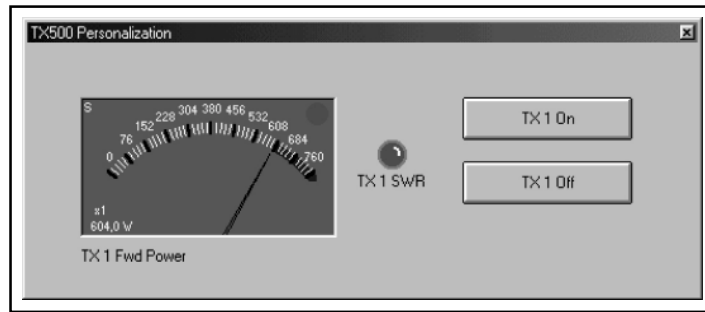 TX500 Personalization
S
0 76 152 228 304 380 456 532 608 684 760
x1
604,0 W
TX 1 Fwd Power
TX 1 SWR
TX 1 On
TX 1 Off